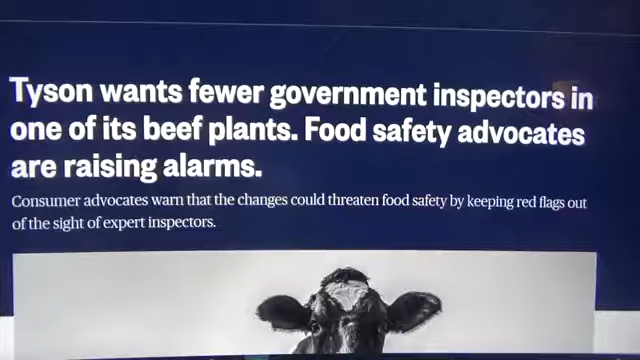 Tyson wants fewer government inspectors in
one of its beef plants. Food safety advocates
are raising alarms.
Consumer advocates warn that the changes could threaten food safety by keeping red flags out
of the sight of expert inspectors.